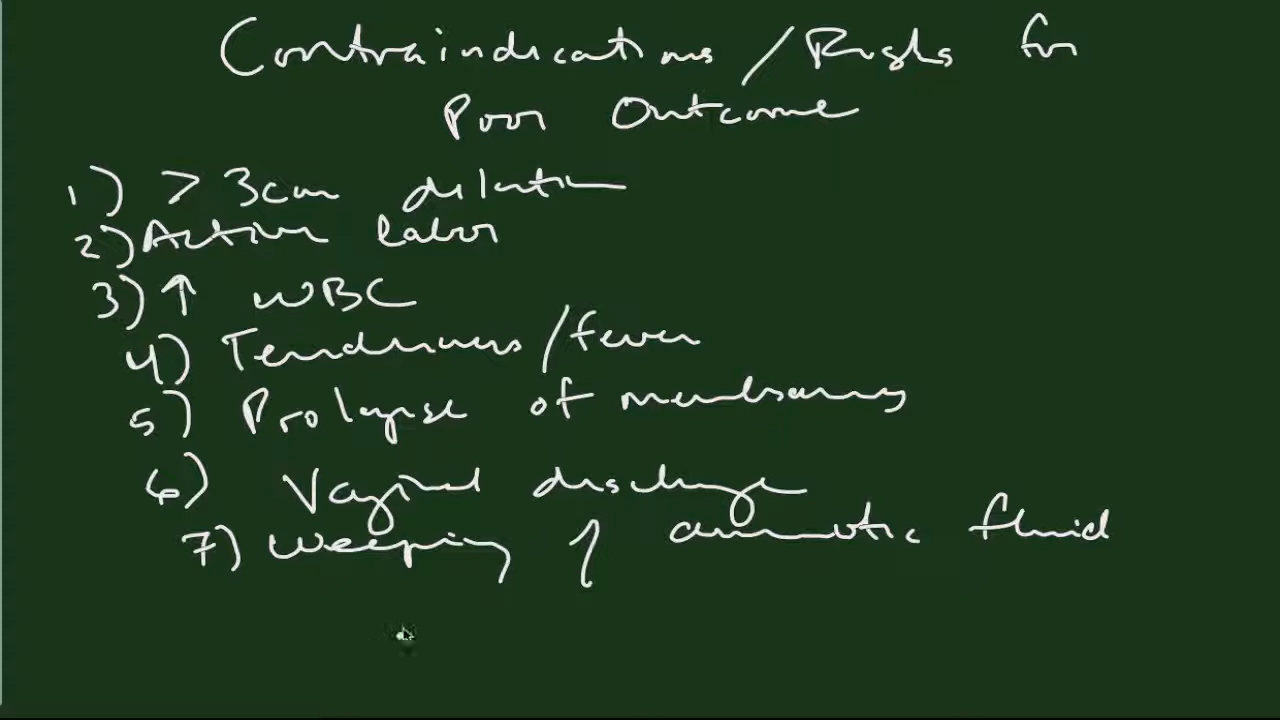 Contraindications / Risks for
Poor Outcome
1) > 3cm dilation
2) Active Labor
3) ↑ WBC
4) Tenderness / fever
5) Prolapse of membranes
6) Vaginal discharge
7) Weeping of amniotic fluid